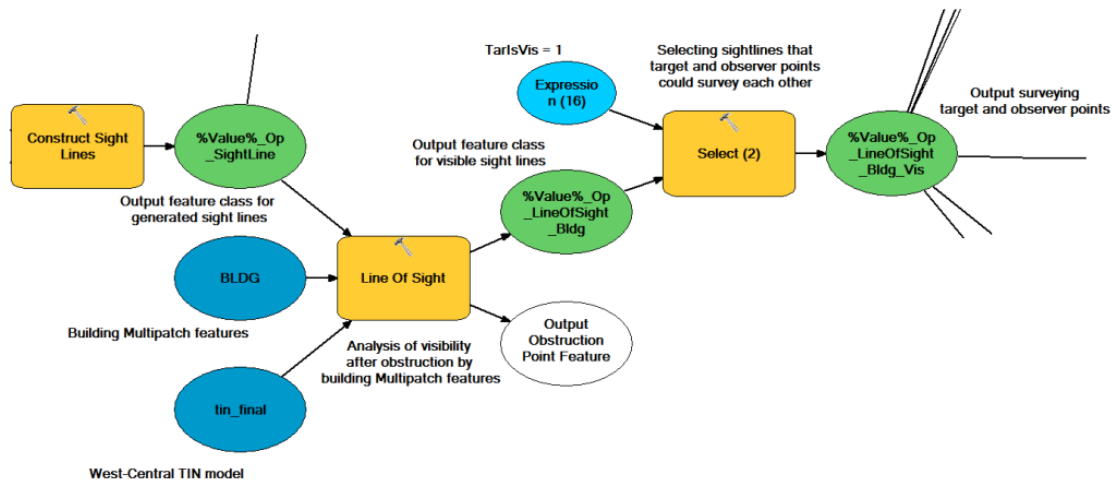 TarIsVis = 1
Selecting sightlines that
target and observer points
could survey each other
Expressio
n (16)
Output surveying
target and observer points
Construct Sight
Lines
%Value%_Op
_SightLine
Output feature class
for visible sight lines
Select (2)
%Value%_Op
_LineOfSight
_Bldg_Vis
Output feature class for
generated sight lines
%Value%_Op
_LineOfSight
_Bldg
BLDG
Line Of Sight
Building Multipatch features
Analysis of visibility
after obstruction by
building Multipatch features
Output
Obstruction
Point Feature
tin_final
West-Central TIN model